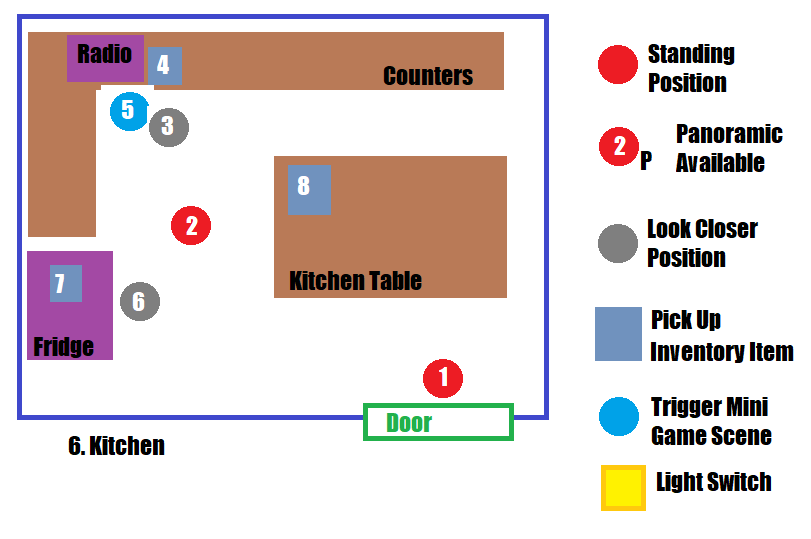 Radio
4
Counters
5
3
8
2
Kitchen Table
7
6
Fridge
1
Door
6. Kitchen
Standing
Position
2
P
Panoramic
Available
Look Closer
Position
Pick Up
Inventory Item
Trigger Mini
Game Scene
Light Switch